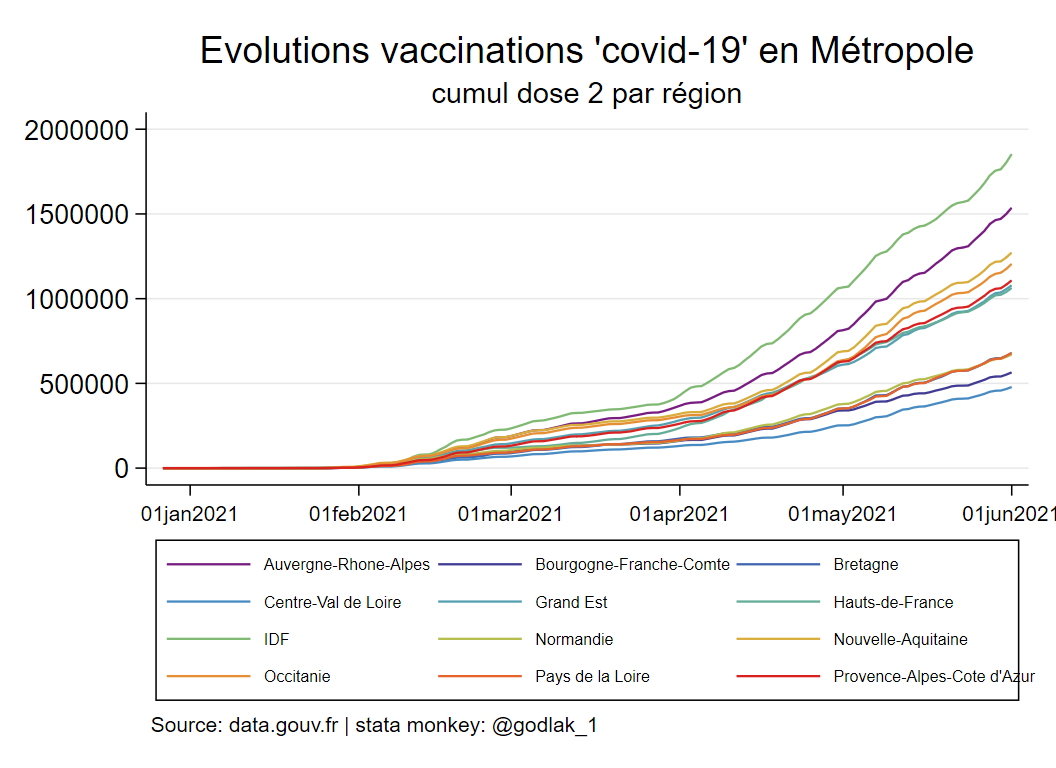 Evolutions vaccinations 'covid-19' en Métropole
cumul dose 2 par région
2000000
1500000
1000000
500000
0
01jan2021 01feb2021 01mar2021 01apr2021 01may2021 01jun2021
Auvergne-Rhone-Alpes Bourgogne-Franche-Comte Bretagne
Centre-Val de Loire Grand Est Hauts-de-France
IDF Normandie Nouvelle-Aquitaine
Occitanie Pays de la Loire Provence-Alpes-Cote d'Azur
Source: data.gouv.fr | stata monkey: @godlak_1